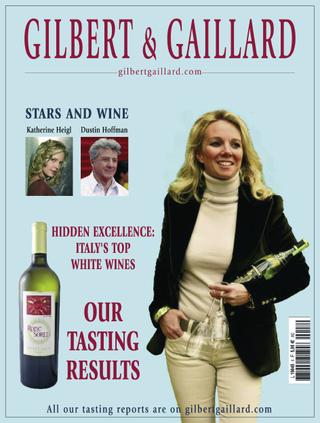 GILBERT & GAILLARD
gilbertgaillard.com
STARS AND WINE
Katherine Heigl Dustin Hoffman
HIDDEN EXCELLENCE:
ITALY'S TOP
WHITE WINES
OUR
TASTING
RESULTS
All our tasting reports are on gilbertgaillard.com